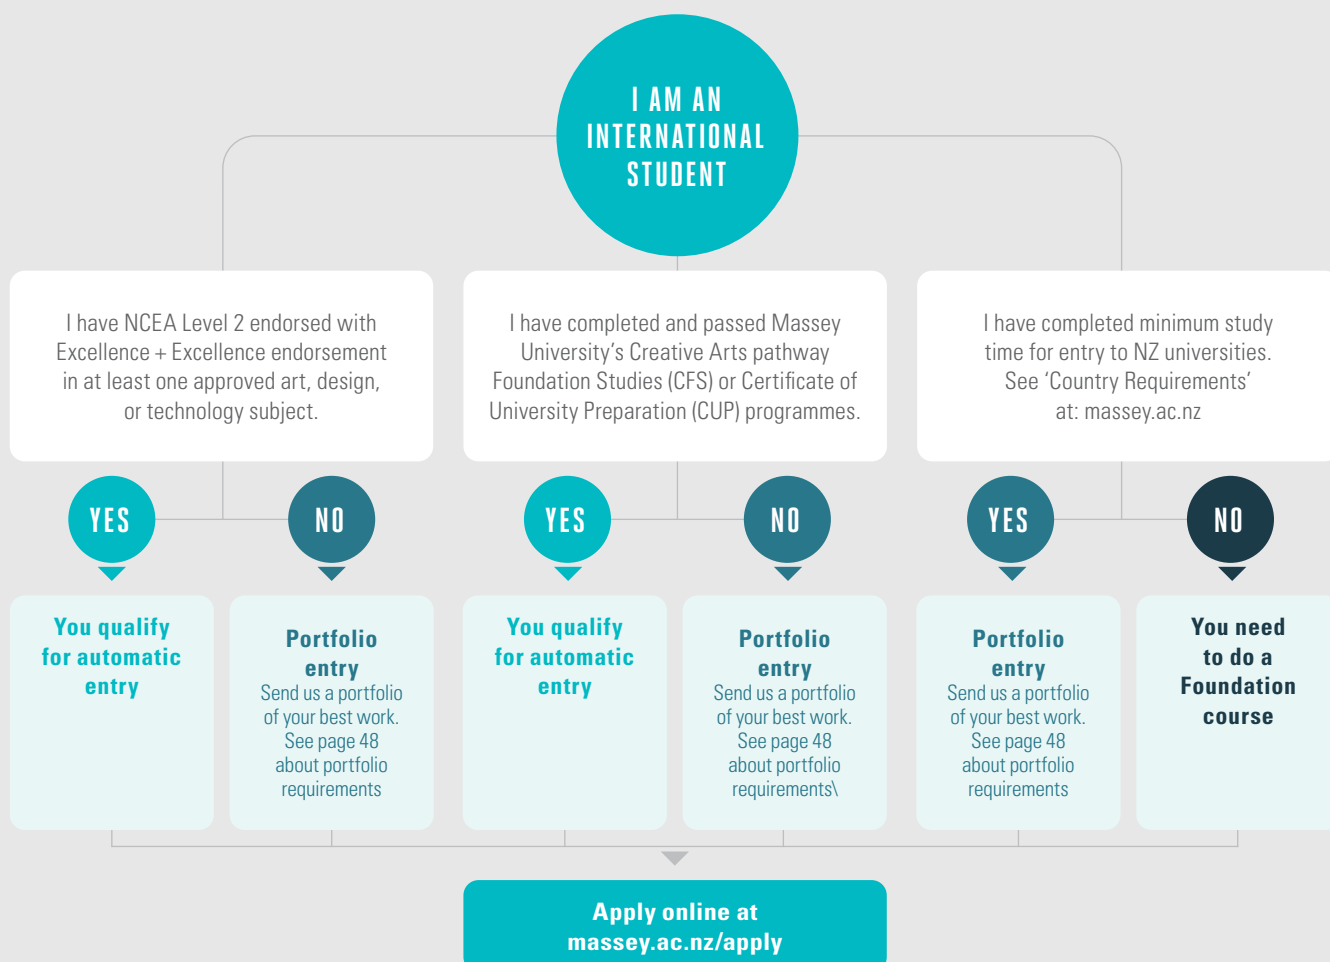 I AM AN
INTERNATIONAL
STUDENT
I have NCEA Level 2 endorsed with
Excellence + Excellence endorsement
in at least one approved art, design,
or technology subject.
I have completed and passed Massey
University's Creative Arts pathway
Foundation Studies (CFS) or Certificate of
University Preparation (CUP) programmes.
I have completed minimum study
time for entry to NZ universities.
See ‘Country Requirements’
at: massey.ac.nz
YES
NO
YES
NO
YES
NO
You qualify
for automatic
entry
Portfolio
entry
Send us a portfolio
of your best work.
See page 48
about portfolio
requirements
You qualify
for automatic
entry
Portfolio
entry
Send us a portfolio
of your best work.
See page 48
about portfolio
requirements\
Portfolio
entry
Send us a portfolio
of your best work.
See page 48
about portfolio
requirements
You need
to do a
Foundation
course
Apply online at
massey.ac.nz/apply